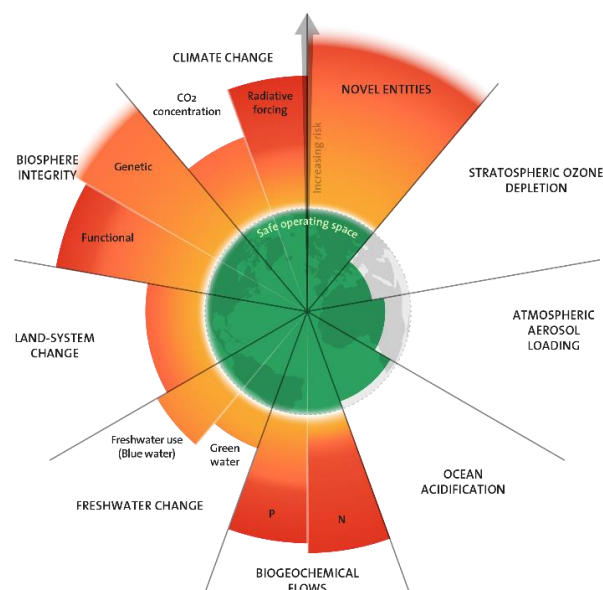 CLIMATE CHANGE
CO2
concentration
Radiative
forcing
NOVEL ENTITIES
Increasing risk
STRATOSPHERIC OZONE
DEPLETION
BIOSPHERE
INTEGRITY
Genetic
Functional
Safe operating space
ATMOSPHERIC
AEROSOL
LOADING
LAND-SYSTEM
CHANGE
Freshwater use
(Blue water)
Green
water
FRESHWATER CHANGE
OCEAN
ACIDIFICATION
P
N
BIOGEOCHEMICAL
FLOWS